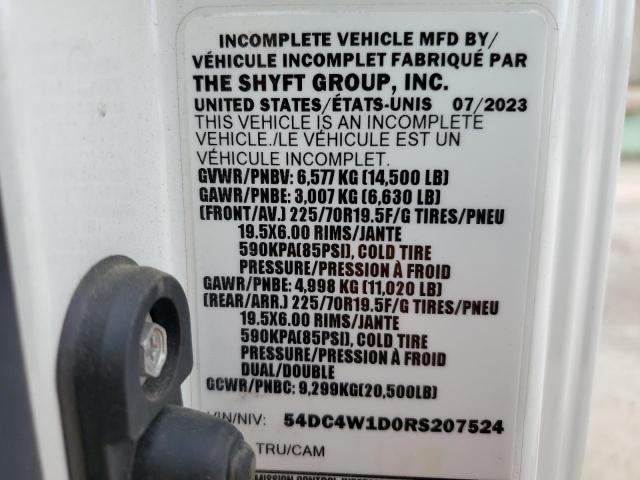 INCOMPLETE VEHICLE MFD BY/
VÉHICULE INCOMPLET FABRIQUÉ PAR
THE SHYFT GROUP, INC.
UNITED STATES/ÉTATS-UNIS 07/2023
THIS VEHICLE IS AN INCOMPLETE
VEHICLE./LE VÉHICULE EST UN
VÉHICULE INCOMPLET.
GVWR/PNBV: 6,577 KG (14,500 LB)
GAWR/PNBE: 3,007 KG (6,630 LB)
(FRONT/AV.) 225/70R19.5F/G TIRES/PNEU
19.5X6.00 RIMS/JANTE
590KPA(85PSI), COLD TIRE
PRESSURE/PRESSION À FROID
GAWR/PNBE: 4,998 KG (11,020 LB)
(REAR/ARR.) 225/70R19.5F/G TIRES/PNEU
19.5X6.00 RIMS/JANTE
590KPA(85PSI), COLD TIRE
PRESSURE/PRESSION À FROID
DUAL/DOUBLE
GCWR/PNBC: 9,299KG(20,500LB)
VIN/NIV: 54DC4W1D0RS207524
TRU/CAM